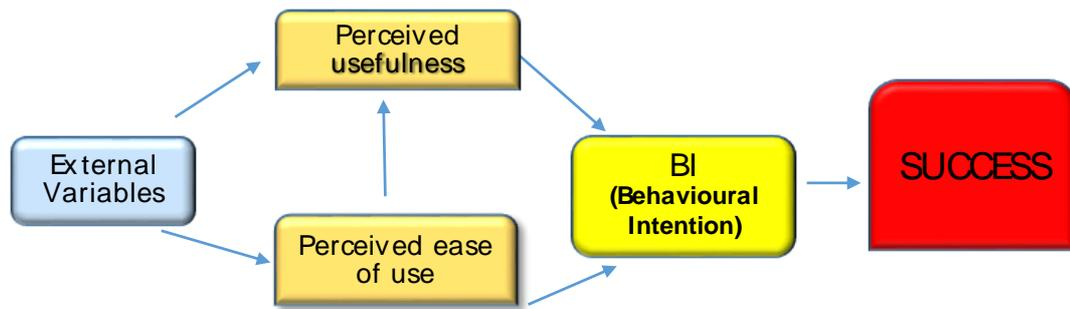 Perceived
usefulness
External
Variables
BI
(Behavioural
Intention)
SUCCESS
Perceived ease
of use